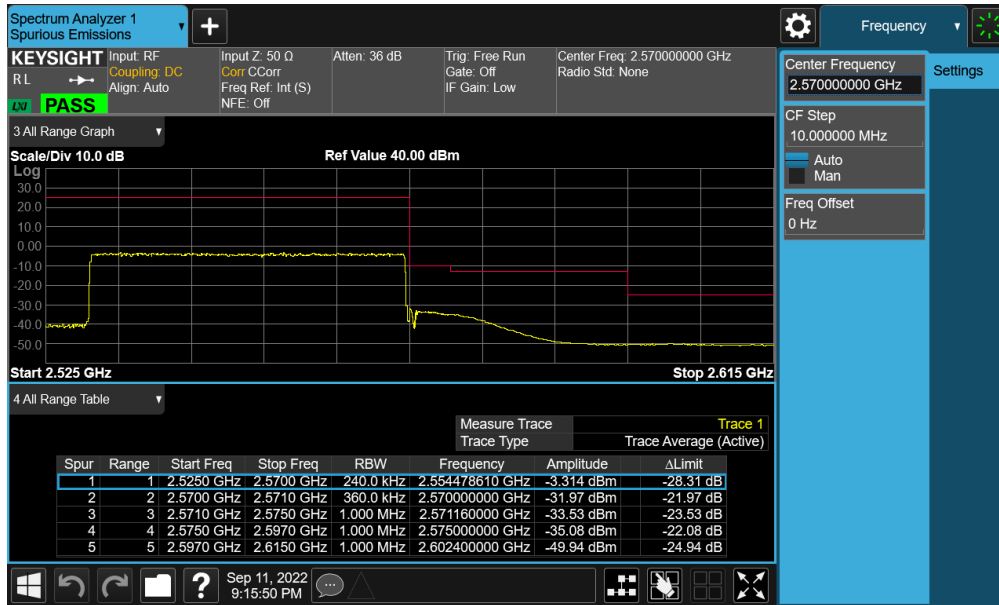 Spectrum Analyzer 1
Spurious Emissions
Frequency
KEYSIGHT
R L
LXI
PASS
Input: RF
Coupling: DC
Align: Auto
Input Z: 50 Ω
Corr CCorr
Freq Ref: Int (S)
NFE: Off
Atten: 36 dB
Trig: Free Run
Gate: Off
IF Gain: Low
Center Freq: 2.570000000 GHz
Radio Std: None
Center Frequency
2.570000000 GHz
Settings
CF Step
10.000000 MHz
Auto
Man
Freq Offset
0 Hz
3 All Range Graph
Scale/Div 10.0 dB
Ref Value 40.00 dBm
Log
30.0
20.0
10.0
0.00
-10.0
-20.0
-30.0
-40.0
-50.0
Start 2.525 GHz
Stop 2.615 GHz
4 All Range Table
Measure Trace Trace 1
Trace Type Trace Average (Active)
Spur Range Start Freq Stop Freq RBW Frequency Amplitude ΔLimit
1 1 2.5250 GHz 2.5700 GHz 240.0 kHz 2.554478610 GHz -3.314 dBm -28.31 dB
2 2 2.5700 GHz 2.5710 GHz 360.0 kHz 2.570000000 GHz -31.97 dBm -21.97 dB
3 3 2.5710 GHz 2.5750 GHz 1.000 MHz 2.571160000 GHz -33.53 dBm -23.53 dB
4 4 2.5750 GHz 2.5970 GHz 1.000 MHz 2.575000000 GHz -35.08 dBm -22.08 dB
5 5 2.5970 GHz 2.6150 GHz 1.000 MHz 2.602400000 GHz -49.94 dBm -24.94 dB
Sep 11, 2022
9:15:50 PM